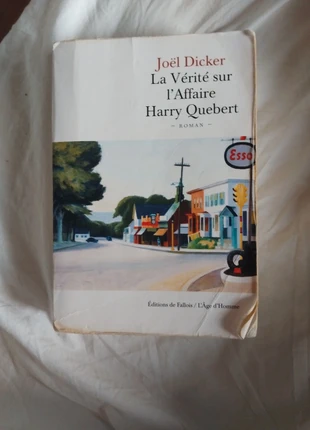 Joël Dicker
La Vérité sur
l'Affaire
Harry Quebert
– ROMAN –
Esso
Éditions de Fallois / L'Âge d'Homme